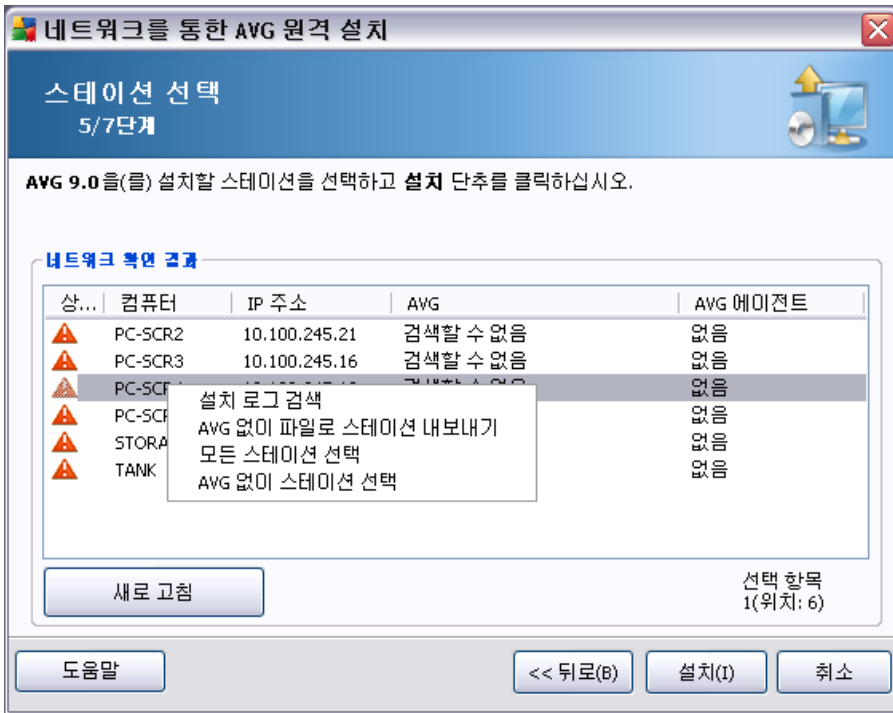 네트워크를 통한 AVG 원격 설치
스테이션 선택
5/7단계
AVG 9.0을(를) 설치할 스테이션을 선택하고 설치 단추를 클릭하십시오.
네트워크 확인 결과
상... 컴퓨터 IP 주소 AVG AVG 에이전트
PC-SCR2 10.100.245.21 검색할 수 없음 없음
PC-SCR3 10.100.245.16 검색할 수 없음 없음
없음
없음
STORA 없음
TANK 없음
설치 로그 검색
AVG 없이 파일로 스테이션 내보내기
모든 스테이션 선택
AVG 없이 스테이션 선택
새로 고침
선택 항목
1(위치: 6)
도움말
<< 뒤로(B)
설치(I)
취소